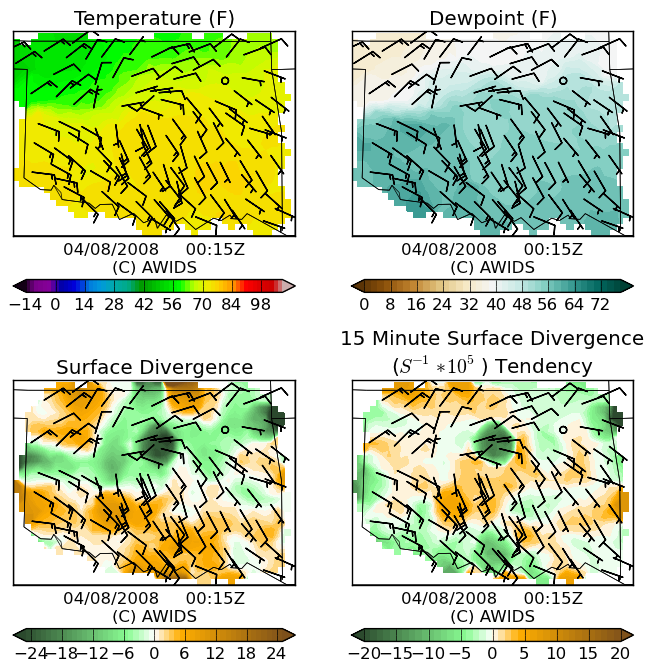 Temperature (F)
Dewpoint (F)
04/08/2008 00:15Z
(C) AWIDS
04/08/2008 00:15Z
(C) AWIDS
−14 0 14 28 42 56 70 84 98
0 8 16 24 32 40 48 56 64 72
Surface Divergence
15 Minute Surface Divergence
(S⁻¹ *10⁵ ) Tendency
04/08/2008 00:15Z
(C) AWIDS
04/08/2008 00:15Z
(C) AWIDS
−24 −18 −12 −6 0 6 12 18 24
−20 −15 −10 −5 0 5 10 15 20